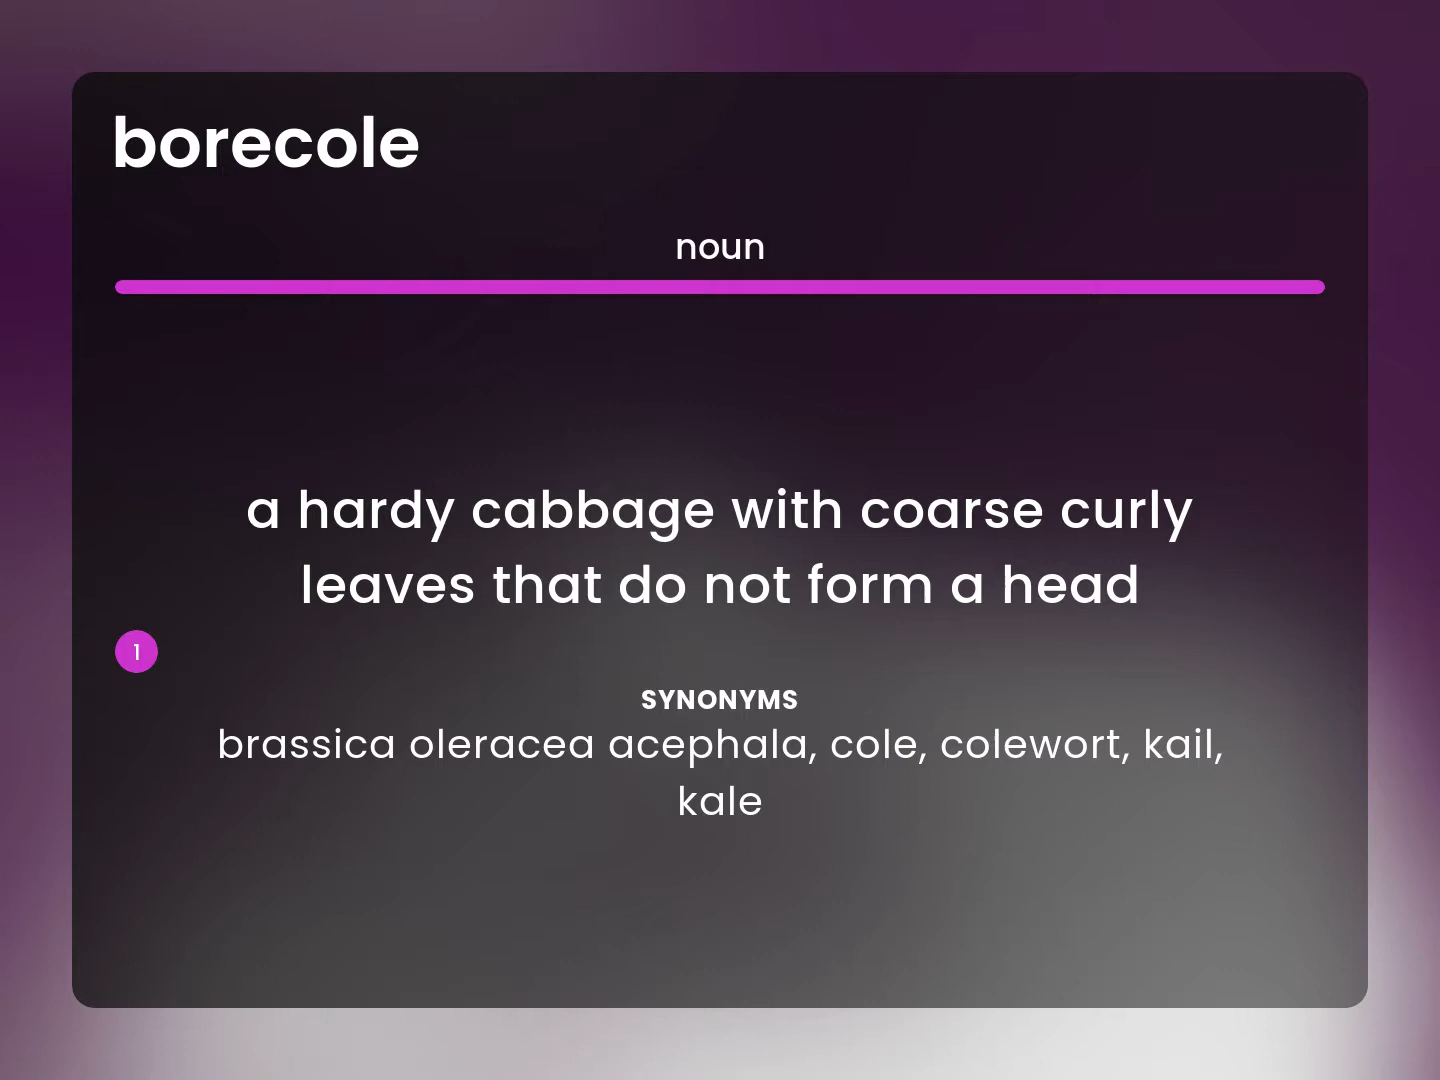 borecole
noun
a hardy cabbage with coarse curly
leaves that do not form a head
1
SYNONYMS
brassica oleracea acephala, cole, colewort, kail,
kale